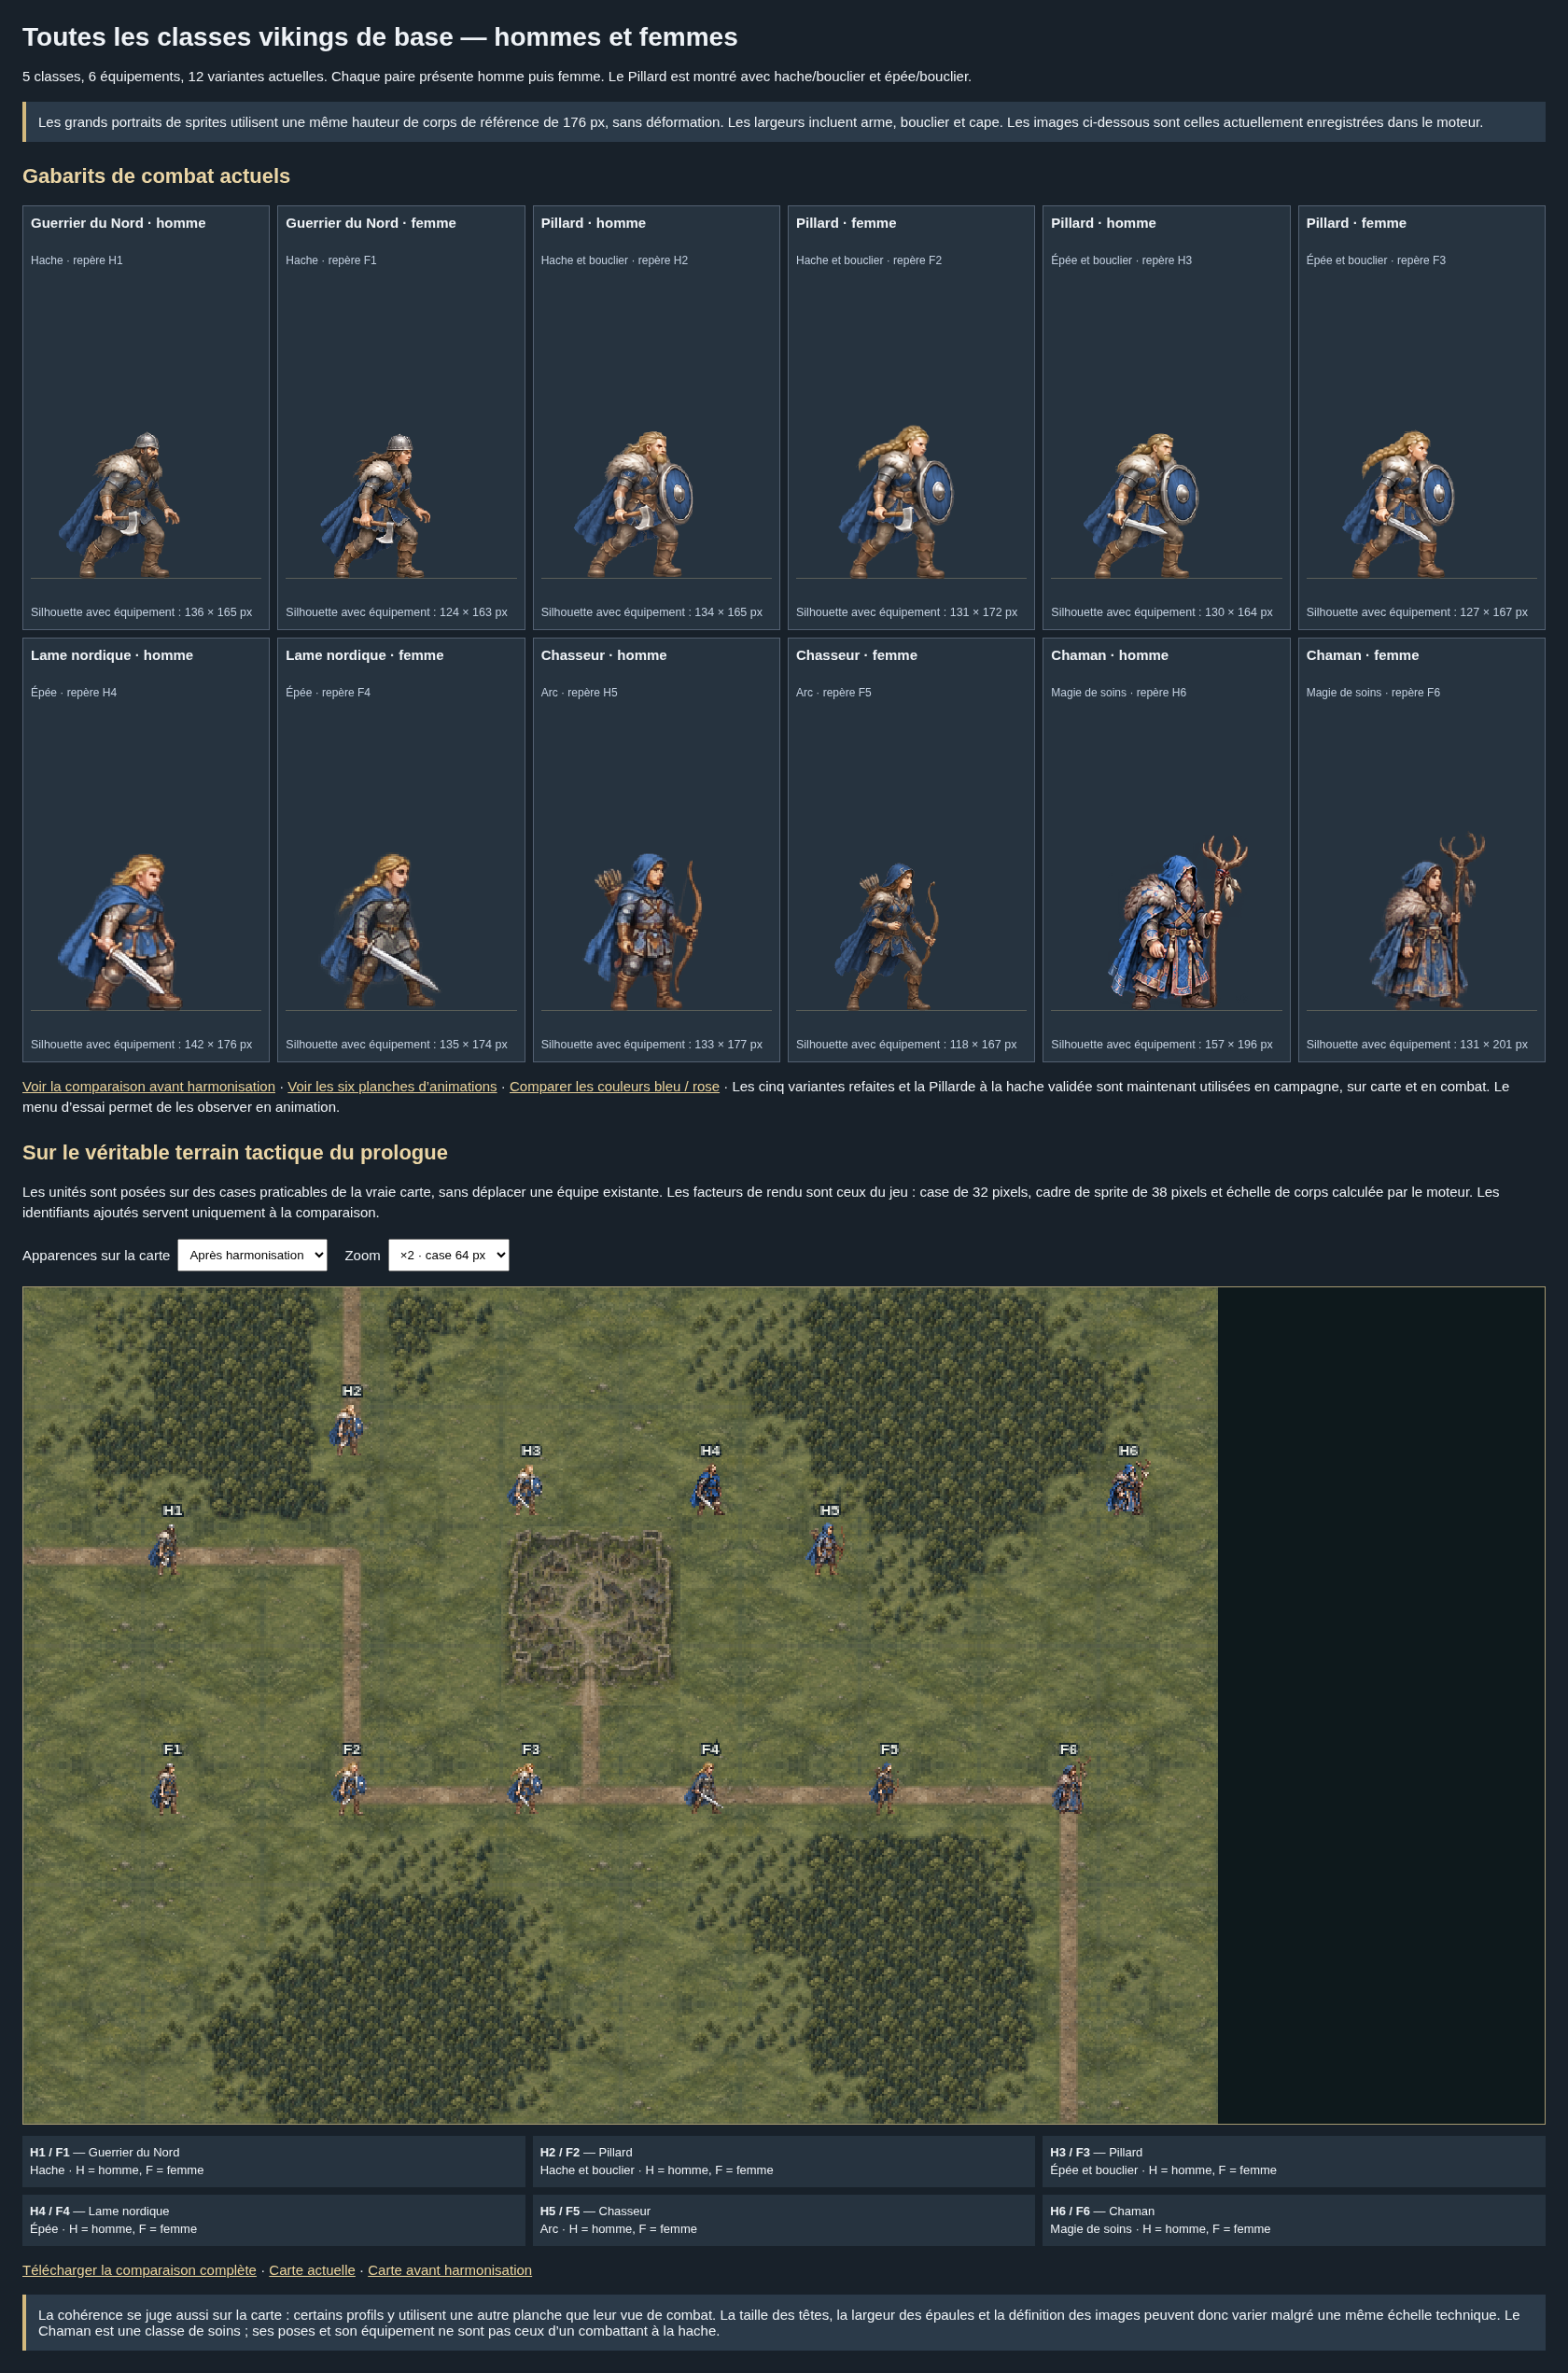 Toutes les classes vikings de base — hommes et femmes
5 classes, 6 équipements, 12 variantes actuelles. Chaque paire présente homme puis femme. Le Pillard est montré avec hache/bouclier et épée/bouclier.
Les grands portraits de sprites utilisent une même hauteur de corps de référence de 176 px, sans déformation. Les largeurs incluent arme, bouclier et cape. Les images ci-dessous sont celles actuellement enregistrées dans le moteur.
Gabarits de combat actuels
Guerrier du Nord · homme
Hache · repère H1
Silhouette avec équipement : 136 × 165 px
Guerrier du Nord · femme
Hache · repère F1
Silhouette avec équipement : 124 × 163 px
Pillard · homme
Hache et bouclier · repère H2
Silhouette avec équipement : 134 × 165 px
Pillard · femme
Hache et bouclier · repère F2
Silhouette avec équipement : 131 × 172 px
Pillard · homme
Épée et bouclier · repère H3
Silhouette avec équipement : 130 × 164 px
Pillard · femme
Épée et bouclier · repère F3
Silhouette avec équipement : 127 × 167 px
Lame nordique · homme
Épée · repère H4
Silhouette avec équipement : 142 × 176 px
Lame nordique · femme
Épée · repère F4
Silhouette avec équipement : 135 × 174 px
Chasseur · homme
Arc · repère H5
Silhouette avec équipement : 133 × 177 px
Chasseur · femme
Arc · repère F5
Silhouette avec équipement : 118 × 167 px
Chaman · homme
Magie de soins · repère H6
Silhouette avec équipement : 157 × 196 px
Chaman · femme
Magie de soins · repère F6
Silhouette avec équipement : 131 × 201 px
Voir la comparaison avant harmonisation · Voir les six planches d'animations · Comparer les couleurs bleu / rose · Les cinq variantes refaites et la Pillarde à la hache validée sont maintenant utilisées en campagne, sur carte et en combat. Le
menu d'essai permet de les observer en animation.
Sur le véritable terrain tactique du prologue
Les unités sont posées sur des cases praticables de la vraie carte, sans déplacer une équipe existante. Les facteurs de rendu sont ceux du jeu : case de 32 pixels, cadre de sprite de 38 pixels et échelle de corps calculée par le moteur. Les
identifiants ajoutés servent uniquement à la comparaison.
Apparences sur la carte Après harmonisation Zoom ×2 · case 64 px
H2
H3 H4 H6
H1 H5
F1 F2 F3 F4 F5 F6
H1 / F1 — Guerrier du Nord
Hache · H = homme, F = femme
H2 / F2 — Pillard
Hache et bouclier · H = homme, F = femme
H3 / F3 — Pillard
Épée et bouclier · H = homme, F = femme
H4 / F4 — Lame nordique
Épée · H = homme, F = femme
H5 / F5 — Chasseur
Arc · H = homme, F = femme
H6 / F6 — Chaman
Magie de soins · H = homme, F = femme
Télécharger la comparaison complète · Carte actuelle · Carte avant harmonisation
La cohérence se juge aussi sur la carte : certains profils y utilisent une autre planche que leur vue de combat. La taille des têtes, la largeur des épaules et la définition des images peuvent donc varier malgré une même échelle technique. Le
Chaman est une classe de soins ; ses poses et son équipement ne sont pas ceux d'un combattant à la hache.